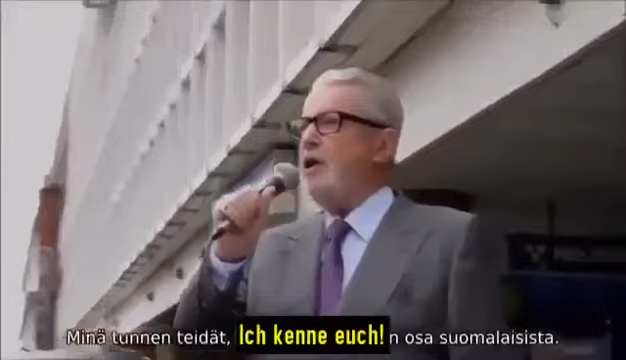 Minä tunnen teidät, Ich kenne euch! n osa suomalaisista.